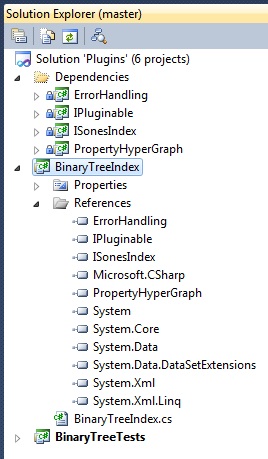 Solution Explorer (master)
Solution 'Plugins' (6 projects)
Dependencies
ErrorHandling
IPluginable
ISonesIndex
PropertyHyperGraph
BinaryTreeIndex
Properties
References
ErrorHandling
IPluginable
ISonesIndex
Microsoft.CSharp
PropertyHyperGraph
System
System.Core
System.Data
System.Data.DataSetExtensions
System.Xml
System.Xml.Linq
BinaryTreeIndex.cs
BinaryTreeTests